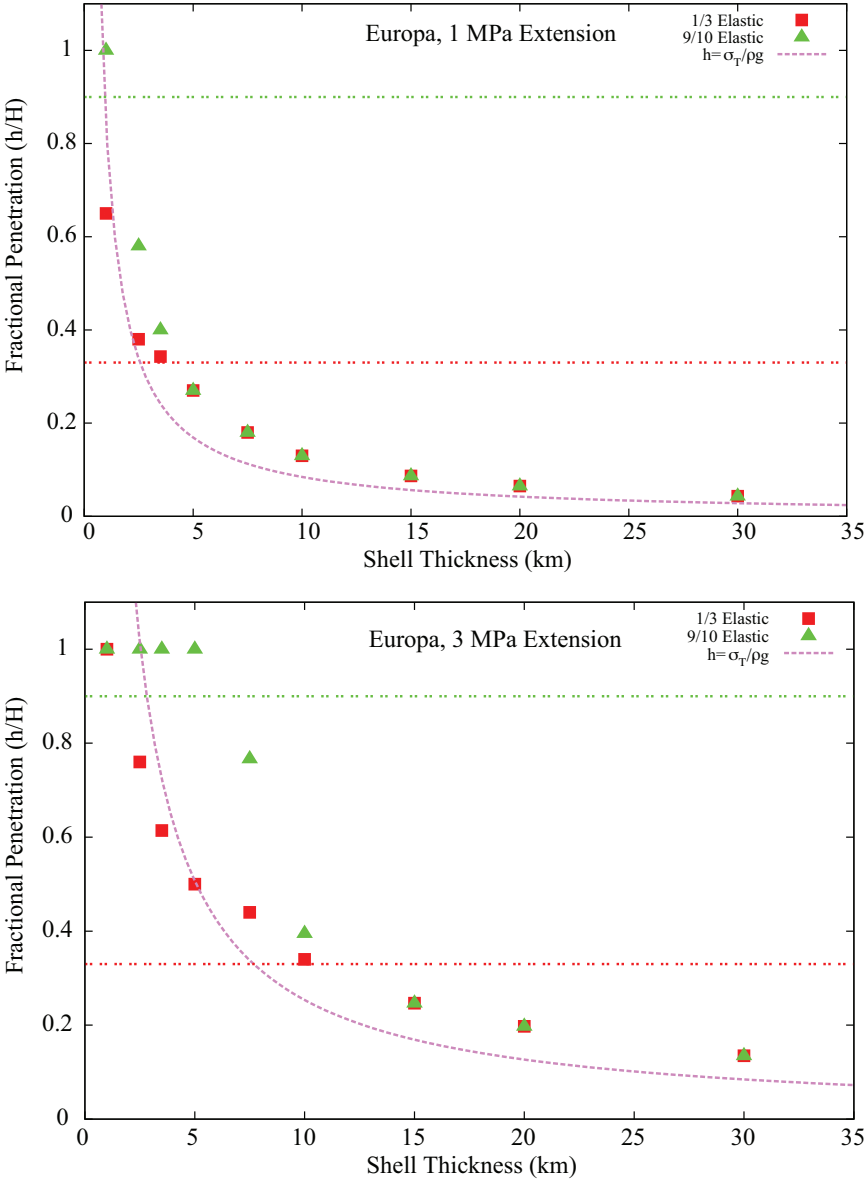 Europa, 1 MPa Extension
1/3 Elastic
9/10 Elastic
h=σT/ρg
Fractional Penetration (h/H)
1
0.8
0.6
0.4
0.2
0
0 5 10 15 20 25 30 35
Shell Thickness (km)
Europa, 3 MPa Extension
1/3 Elastic
9/10 Elastic
h=σT/ρg
Fractional Penetration (h/H)
1
0.8
0.6
0.4
0.2
0
0 5 10 15 20 25 30 35
Shell Thickness (km)